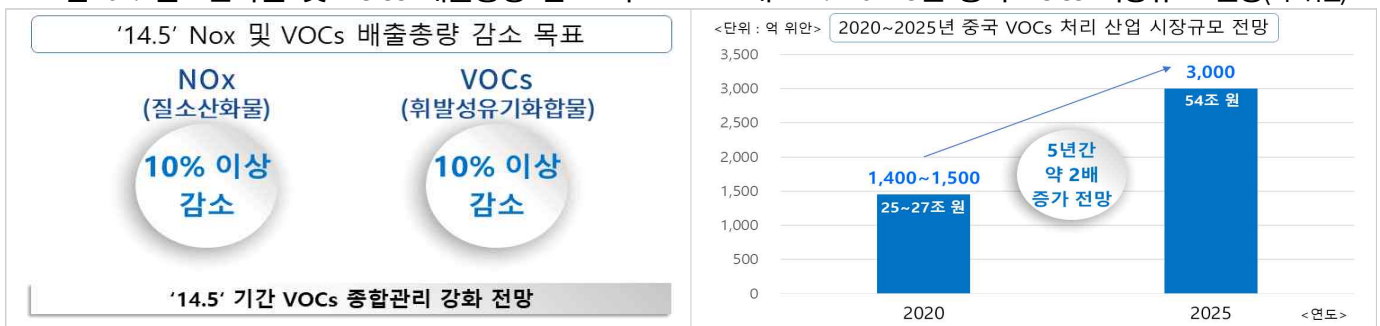 '14.5' Nox 및 VOCs 배출총량 감소 목표
NOx
(질소산화물)
10% 이상
감소
VOCs
(휘발성유기화합물)
10% 이상
감소
'14.5' 기간 VOCs 종합관리 강화 전망
<단위 : 억 위안>
2020~2025년 중국 VOCs 처리 산업 시장규모 전망
3,500
3,000
2,500
2,000
1,500
1,000
500
0
1,400~1,500
25~27조 원
5년간
약 2배
증가 전망
3,000
54조 원
2020
2025
<연도>